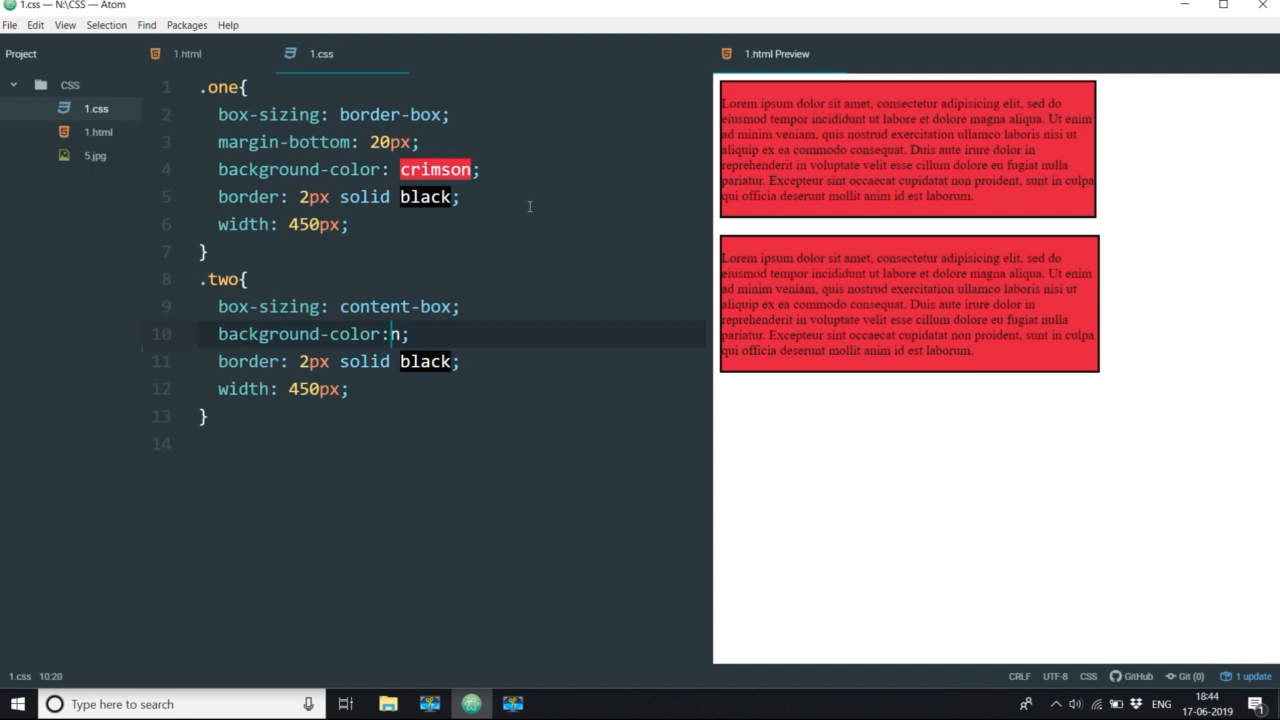 1.css — N:\CSS — Atom
File Edit View Selection Find Packages Help
Project
1.html
1.css
1.html Preview
CSS
1.css
1.html
5.jpg
1 .one{
2 box-sizing: border-box;
3 margin-bottom: 20px;
4 background-color: crimson;
5 border: 2px solid black;
6 width: 450px;
7 }
8 .two{
9 box-sizing: content-box;
10 background-color:n;
11 border: 2px solid black;
12 width: 450px;
13 }
14
Lorem ipsum dolor sit amet, consectetur adipisicing elit, sed do
eiusmod tempor incididunt ut labore et dolore magna aliqua. Ut enim
ad minim veniam, quis nostrud exercitation ullamco laboris nisi ut
aliquip ex ea commodo consequat. Duis aute irure dolor in
reprehenderit in voluptate velit esse cillum dolore eu fugiat nulla
pariatur. Excepteur sint occaecat cupidatat non proident, sunt in culpa
qui officia deserunt mollit anim id est laborum.
Lorem ipsum dolor sit amet, consectetur adipisicing elit, sed do
eiusmod tempor incididunt ut labore et dolore magna aliqua. Ut enim
ad minim veniam, quis nostrud exercitation ullamco laboris nisi ut
aliquip ex ea commodo consequat. Duis aute irure dolor in
reprehenderit in voluptate velit esse cillum dolore eu fugiat nulla
pariatur. Excepteur sint occaecat cupidatat non proident, sunt in culpa
qui officia deserunt mollit anim id est laborum.
1.css 10:20
CRLF UTF-8 CSS GitHub Git (0) 1 update
Type here to search
ENG
18:44
17-06-2019
1